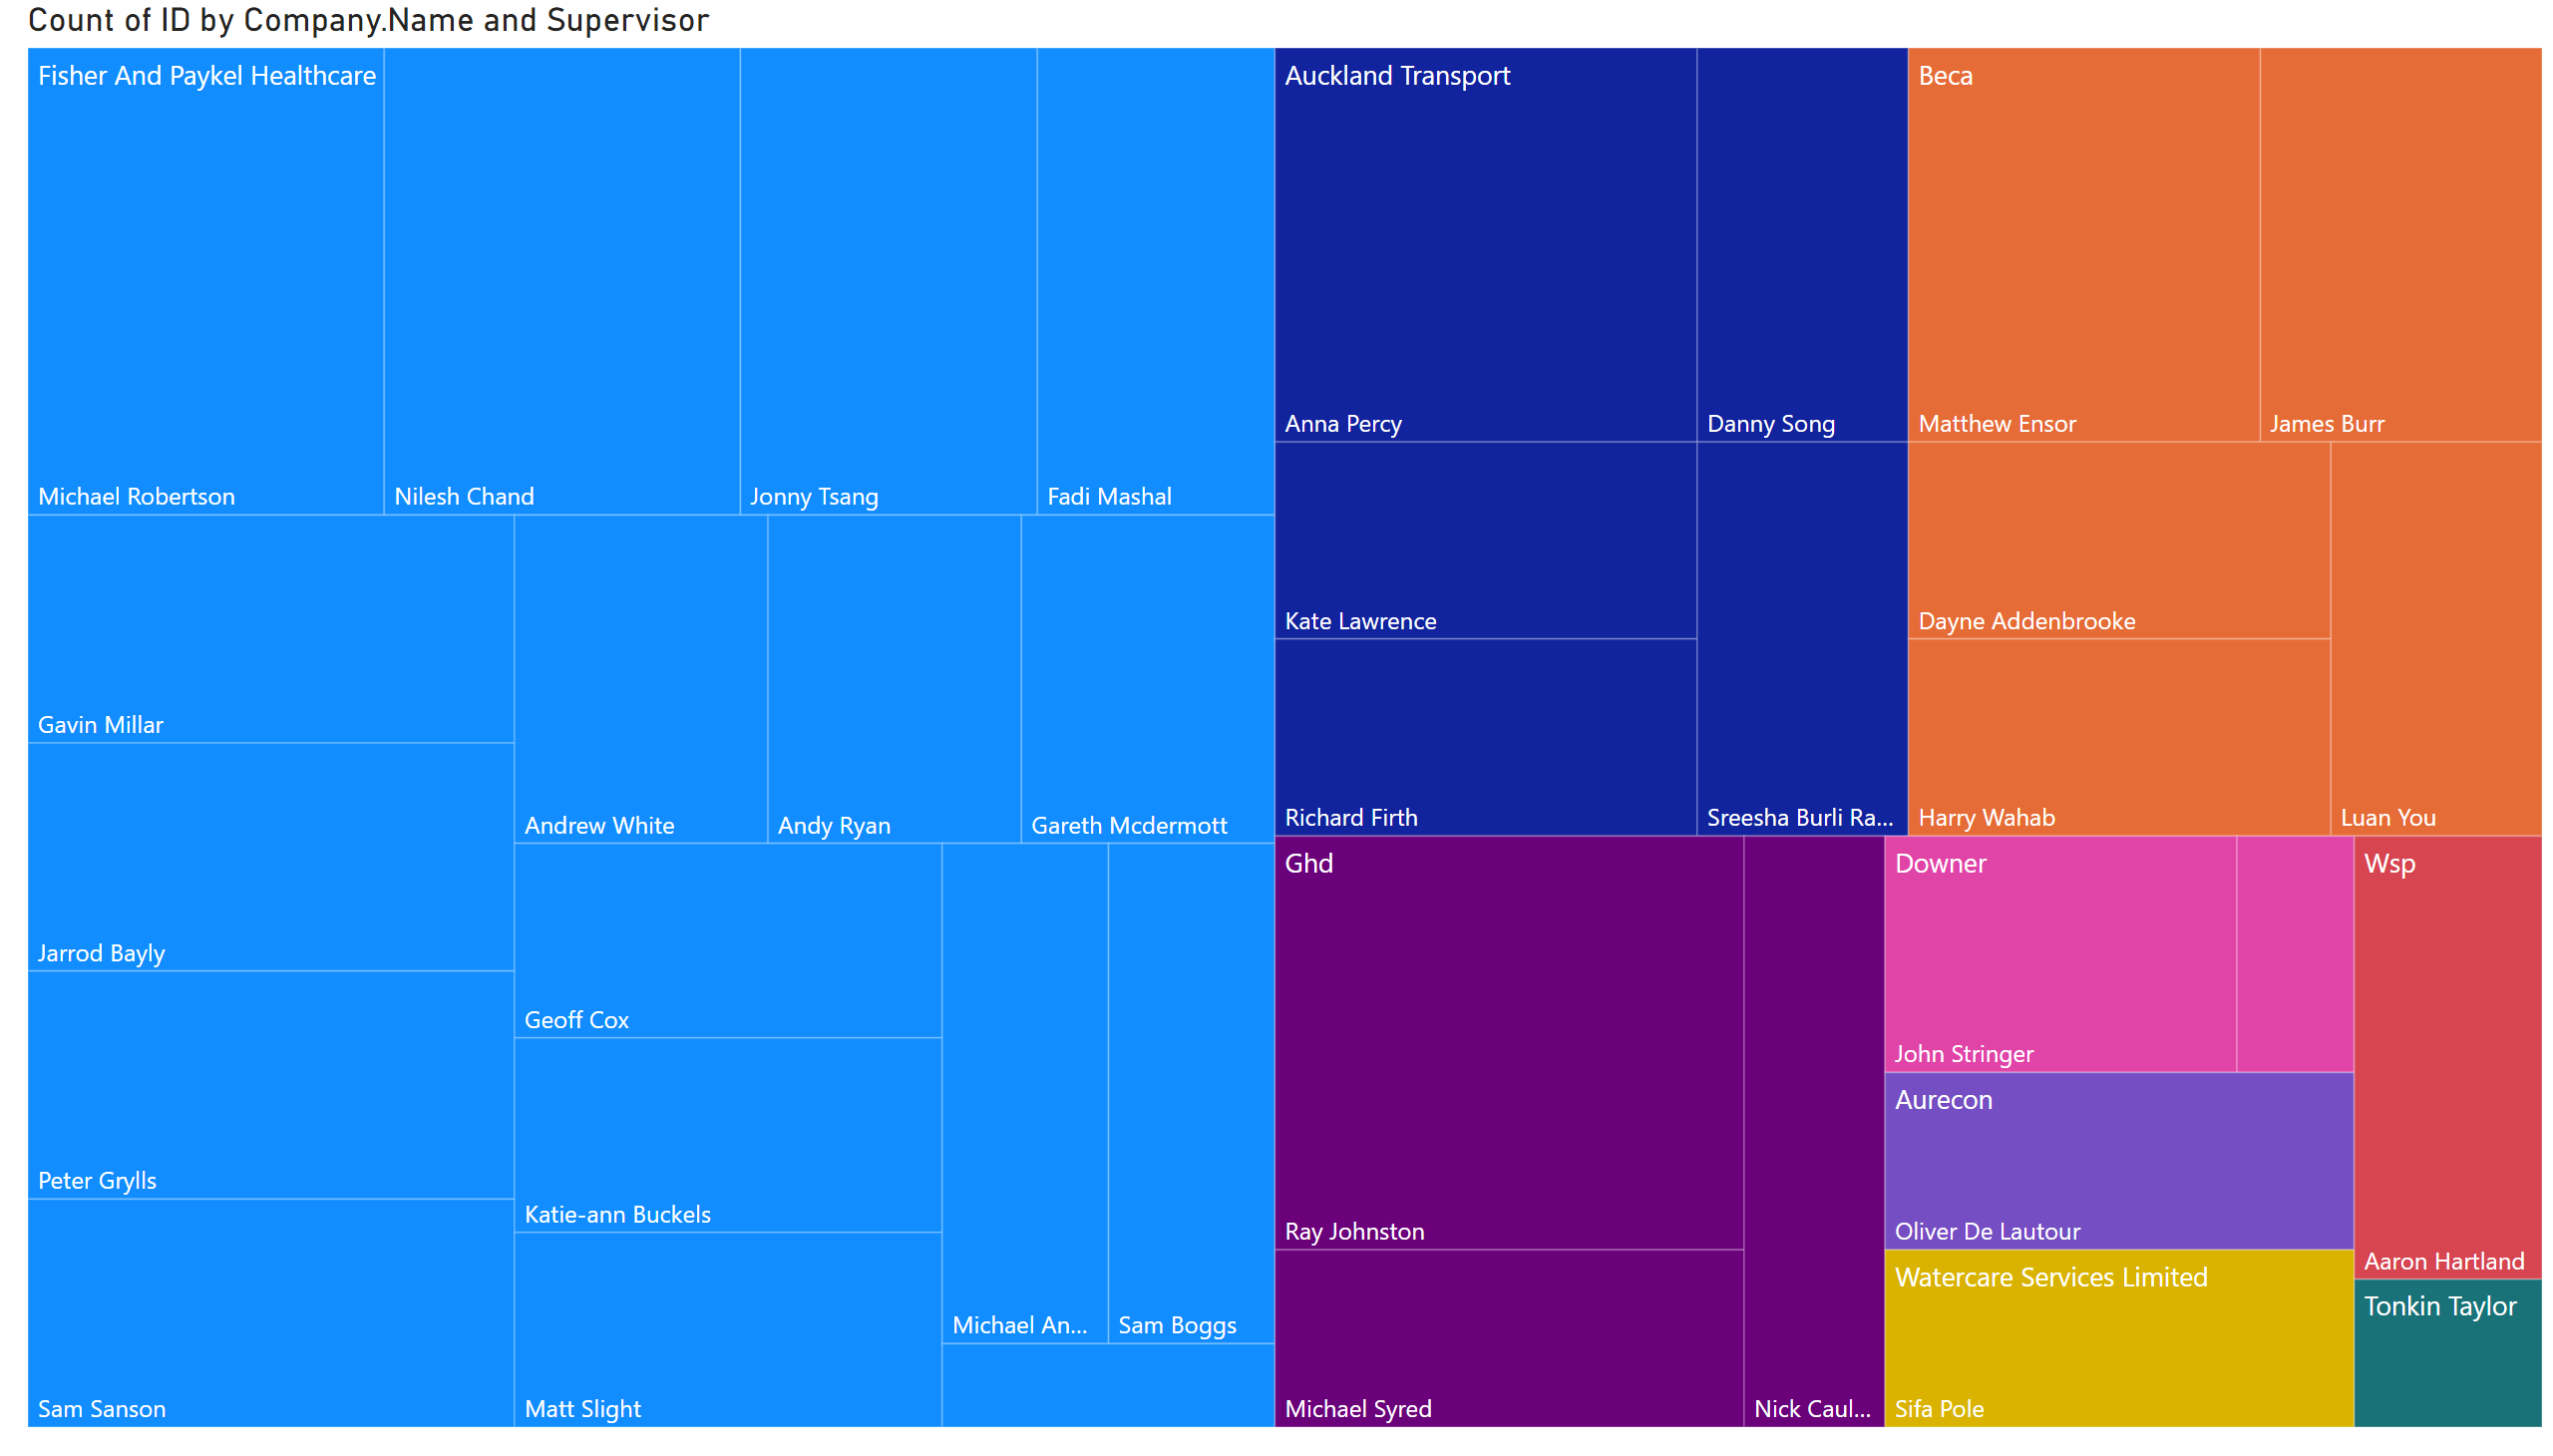 Count of ID by Company.Name and Supervisor
Fisher And Paykel Healthcare
Michael Robertson
Nilesh Chand
Jonny Tsang
Fadi Mashal
Gavin Millar
Jarrod Bayly
Peter Grylls
Sam Sanson
Andrew White
Andy Ryan
Gareth Mcdermott
Geoff Cox
Katie-ann Buckels
Matt Slight
Michael An...
Sam Boggs
Auckland Transport
Anna Percy
Danny Song
Kate Lawrence
Richard Firth
Sreesha Burli Ra...
Beca
Matthew Ensor
James Burr
Dayne Addenbrooke
Harry Wahab
Luan You
Ghd
Ray Johnston
Michael Syred
Nick Caul...
Downer
John Stringer
Aurecon
Oliver De Lautour
Watercare Services Limited
Sifa Pole
Wsp
Aaron Hartland
Tonkin Taylor